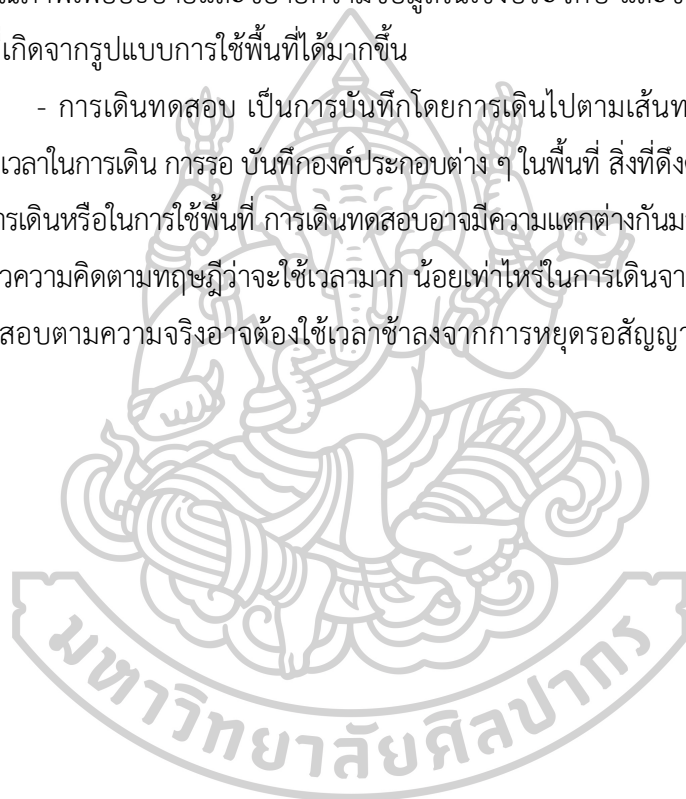 เกิดจากรูปแบบการใช้พื้นที่ได้มากขึ้น
- การเดินทดสอบ เป็นการบันทึกโดยการเดินไปตามเส้นท
เวลาในการเดิน การรอ บันทึกองค์ประกอบต่าง ๆ ในพื้นที่ สิ่งที่ดึง
ารเดินหรือในการใช้พื้นที่ การเดินทดสอบอาจมีความแตกต่างกันม
วความคิดตามทฤษฎีว่าจะใช้เวลามาก น้อยเท่าไหร่ในการเดินจา
สอบตามความจริงอาจต้องใช้เวลาช้าลงจากการหยุดรอสัญญา
มหาวิทยาลัยศิลปากร